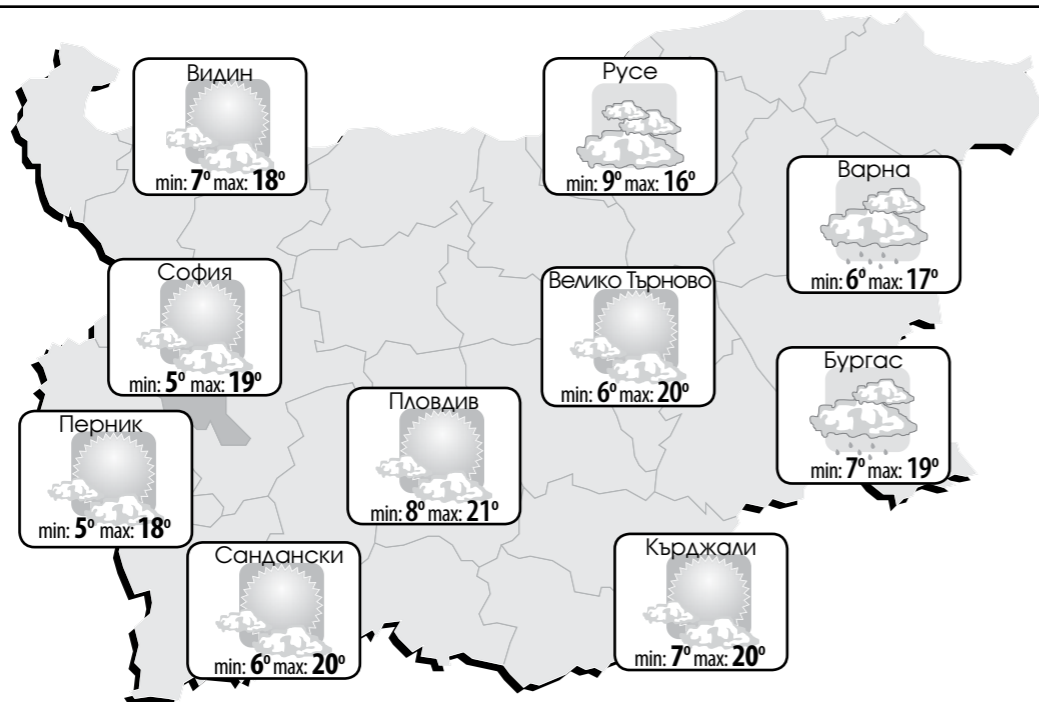 Видин
min: 7° max: 18°
Русе
min: 9° max: 16°
Варна
min: 6° max: 17°
София
min: 5° max: 19°
Велико Търново
min: 6° max: 20°
Бургас
min: 7° max: 19°
Пловдив
min: 8° max: 21°
Перник
min: 5° max: 18°
Сандански
min: 6° max: 20°
Кърджали
min: 7° max: 20°